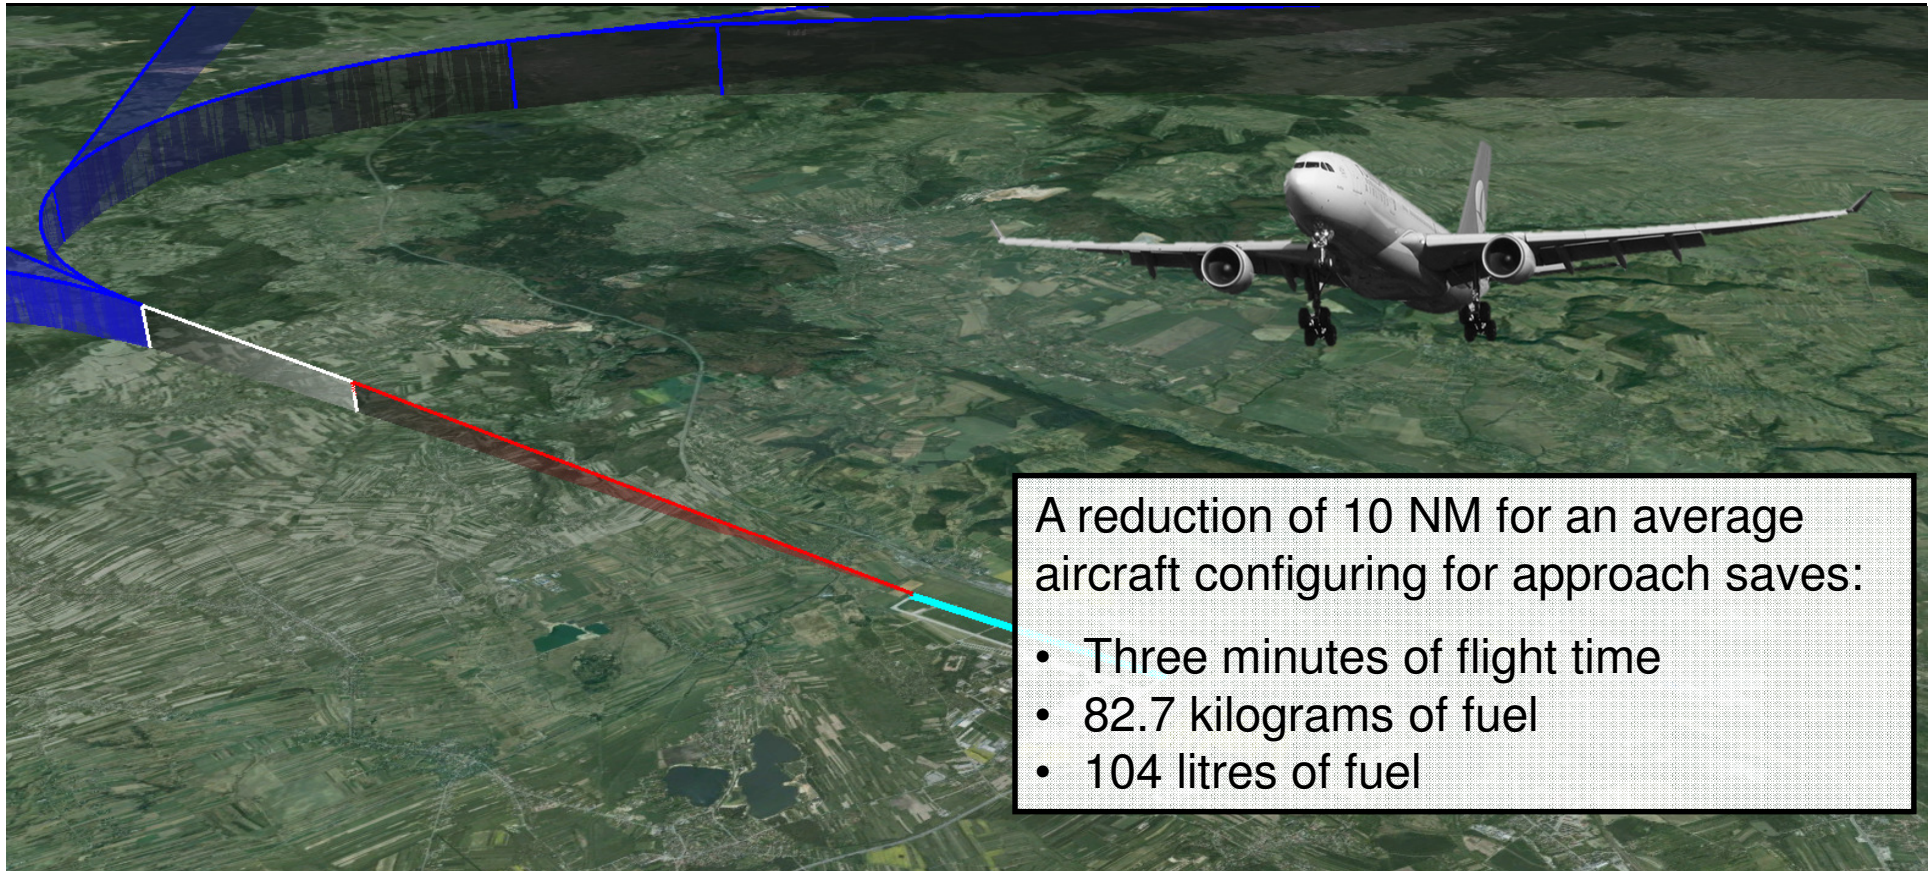 A reduction of 10 NM for an average
aircraft configuring for approach saves:
• Three minutes of flight time
• 82.7 kilograms of fuel
• 104 litres of fuel